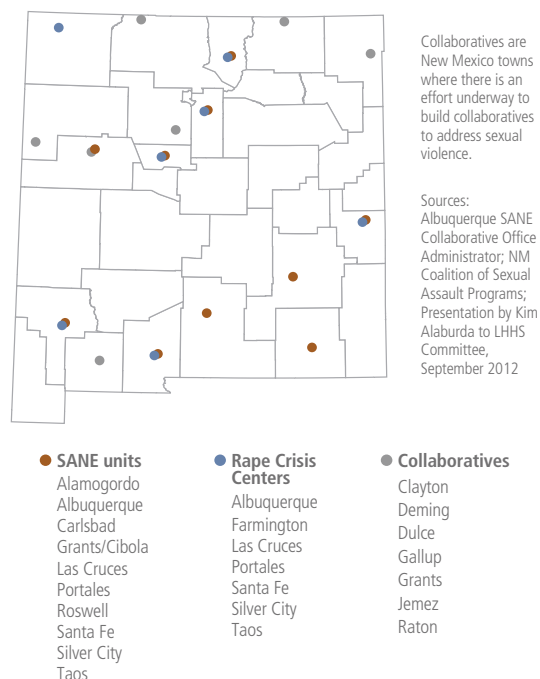 Collaboratives are
New Mexico towns
where there is an
effort underway to
build collaboratives
to address sexual
violence.
Sources:
Albuquerque SANE
Collaborative Office
Administrator; NM
Coalition of Sexual
Assault Programs;
Presentation by Kim
Alaburda to LHHS
Committee,
September 2012
SANE units
Alamogordo
Albuquerque
Carlsbad
Grants/Cibola
Las Cruces
Portales
Roswell
Santa Fe
Silver City
Taos
Rape Crisis
Centers
Albuquerque
Farmington
Las Cruces
Portales
Santa Fe
Silver City
Taos
Collaboratives
Clayton
Deming
Dulce
Gallup
Grants
Jemez
Raton